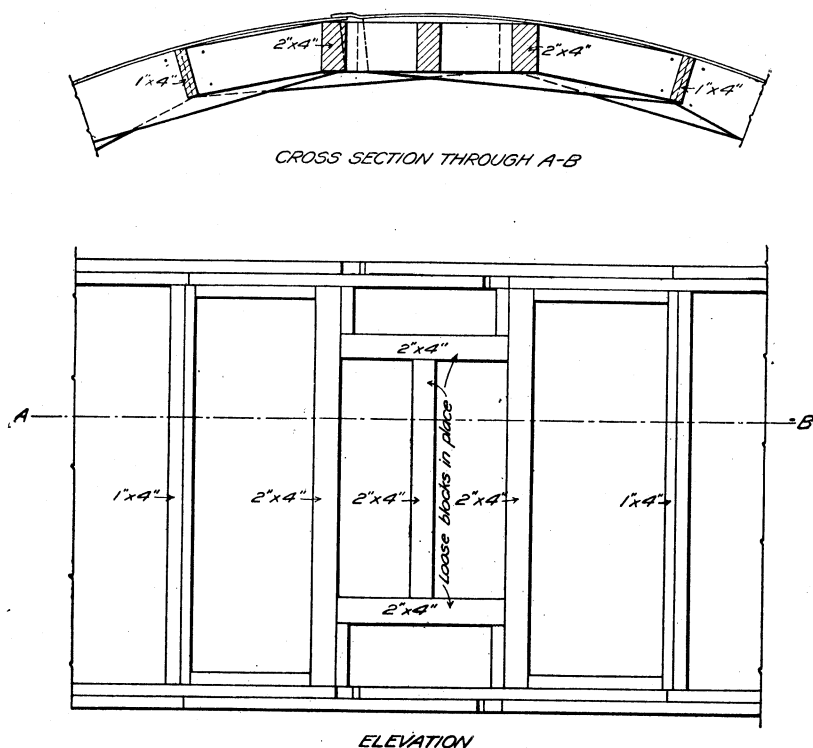 2"x4"
2"x4"
1"x4"
1"x4"
CROSS SECTION THROUGH A-B
2"x4"
A
B
Loose blocks in place
1"x4"
2"x4"
2"x4"
2"x4"
1"x4"
2"x4"
ELEVATION